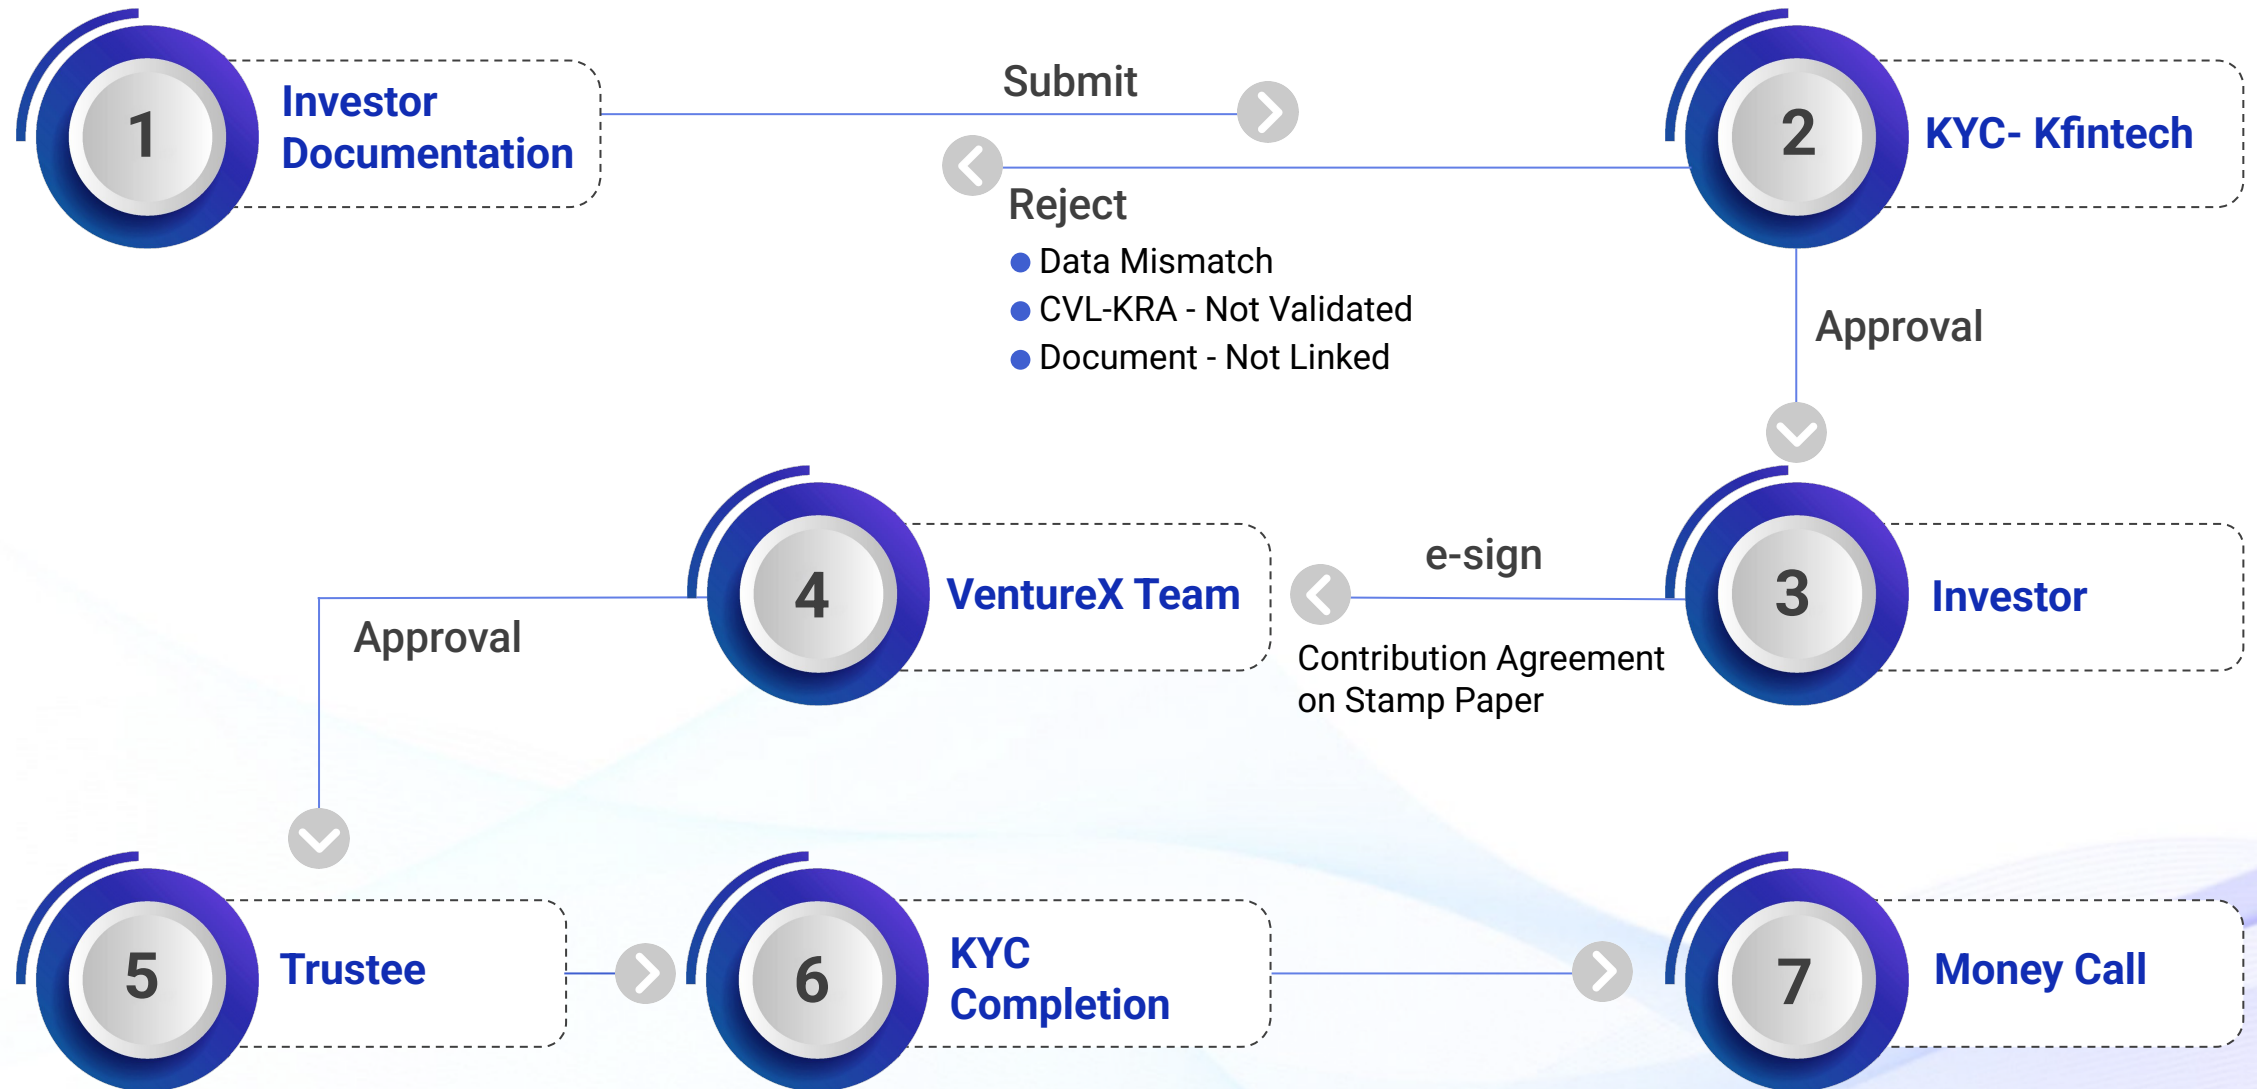 1
Investor
Documentation
Submit
2
KYC- Kfintech
Reject
Data Mismatch
CVL-KRA - Not Validated
Document - Not Linked
Approval
3
Investor
e-sign
Contribution Agreement
on Stamp Paper
4
VentureX Team
Approval
5
Trustee
6
KYC
Completion
7
Money Call